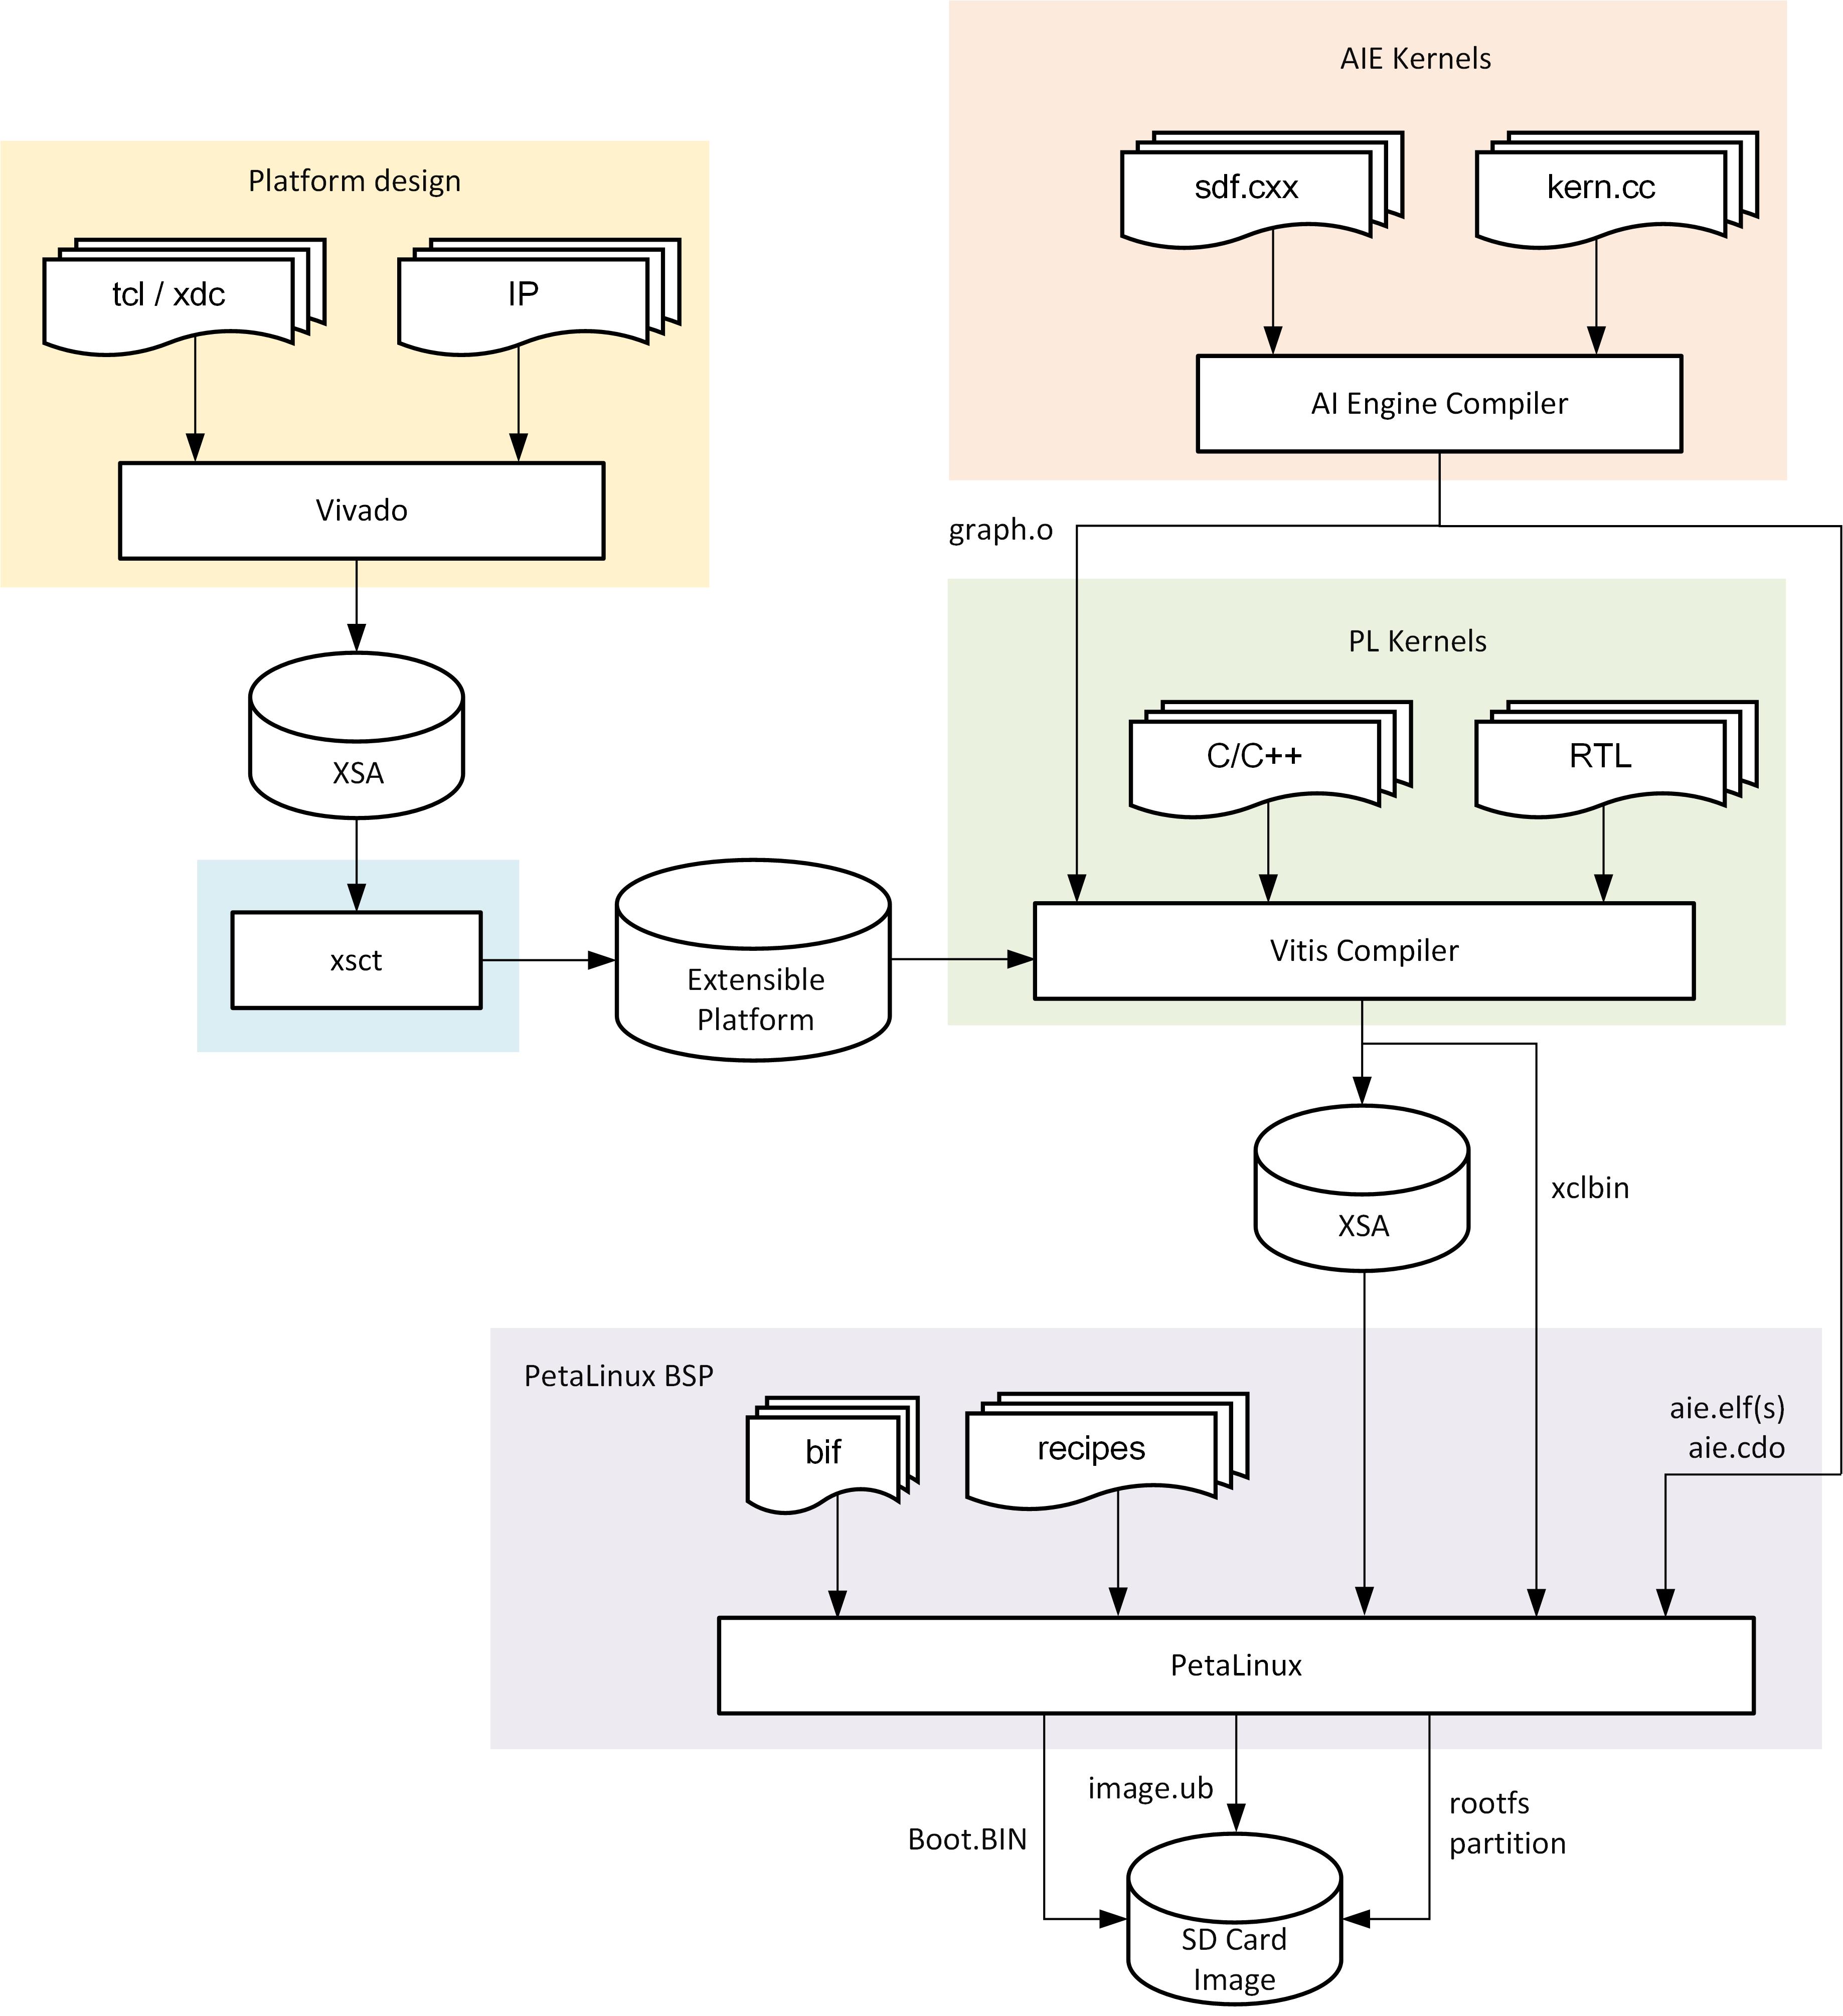 AIE Kernels
sdf.cxx
kern.cc
AI Engine Compiler
Platform design
tcl / xdc
IP
Vivado
XSA
xsct
Extensible
Platform
graph.o
PL Kernels
C/C++
RTL
Vitis Compiler
XSA
xclbin
PetaLinux BSP
bif
recipes
aie.elf(s)
aie.cdo
PetaLinux
Boot.BIN
image.ub
rootfs
partition
SD Card
Image